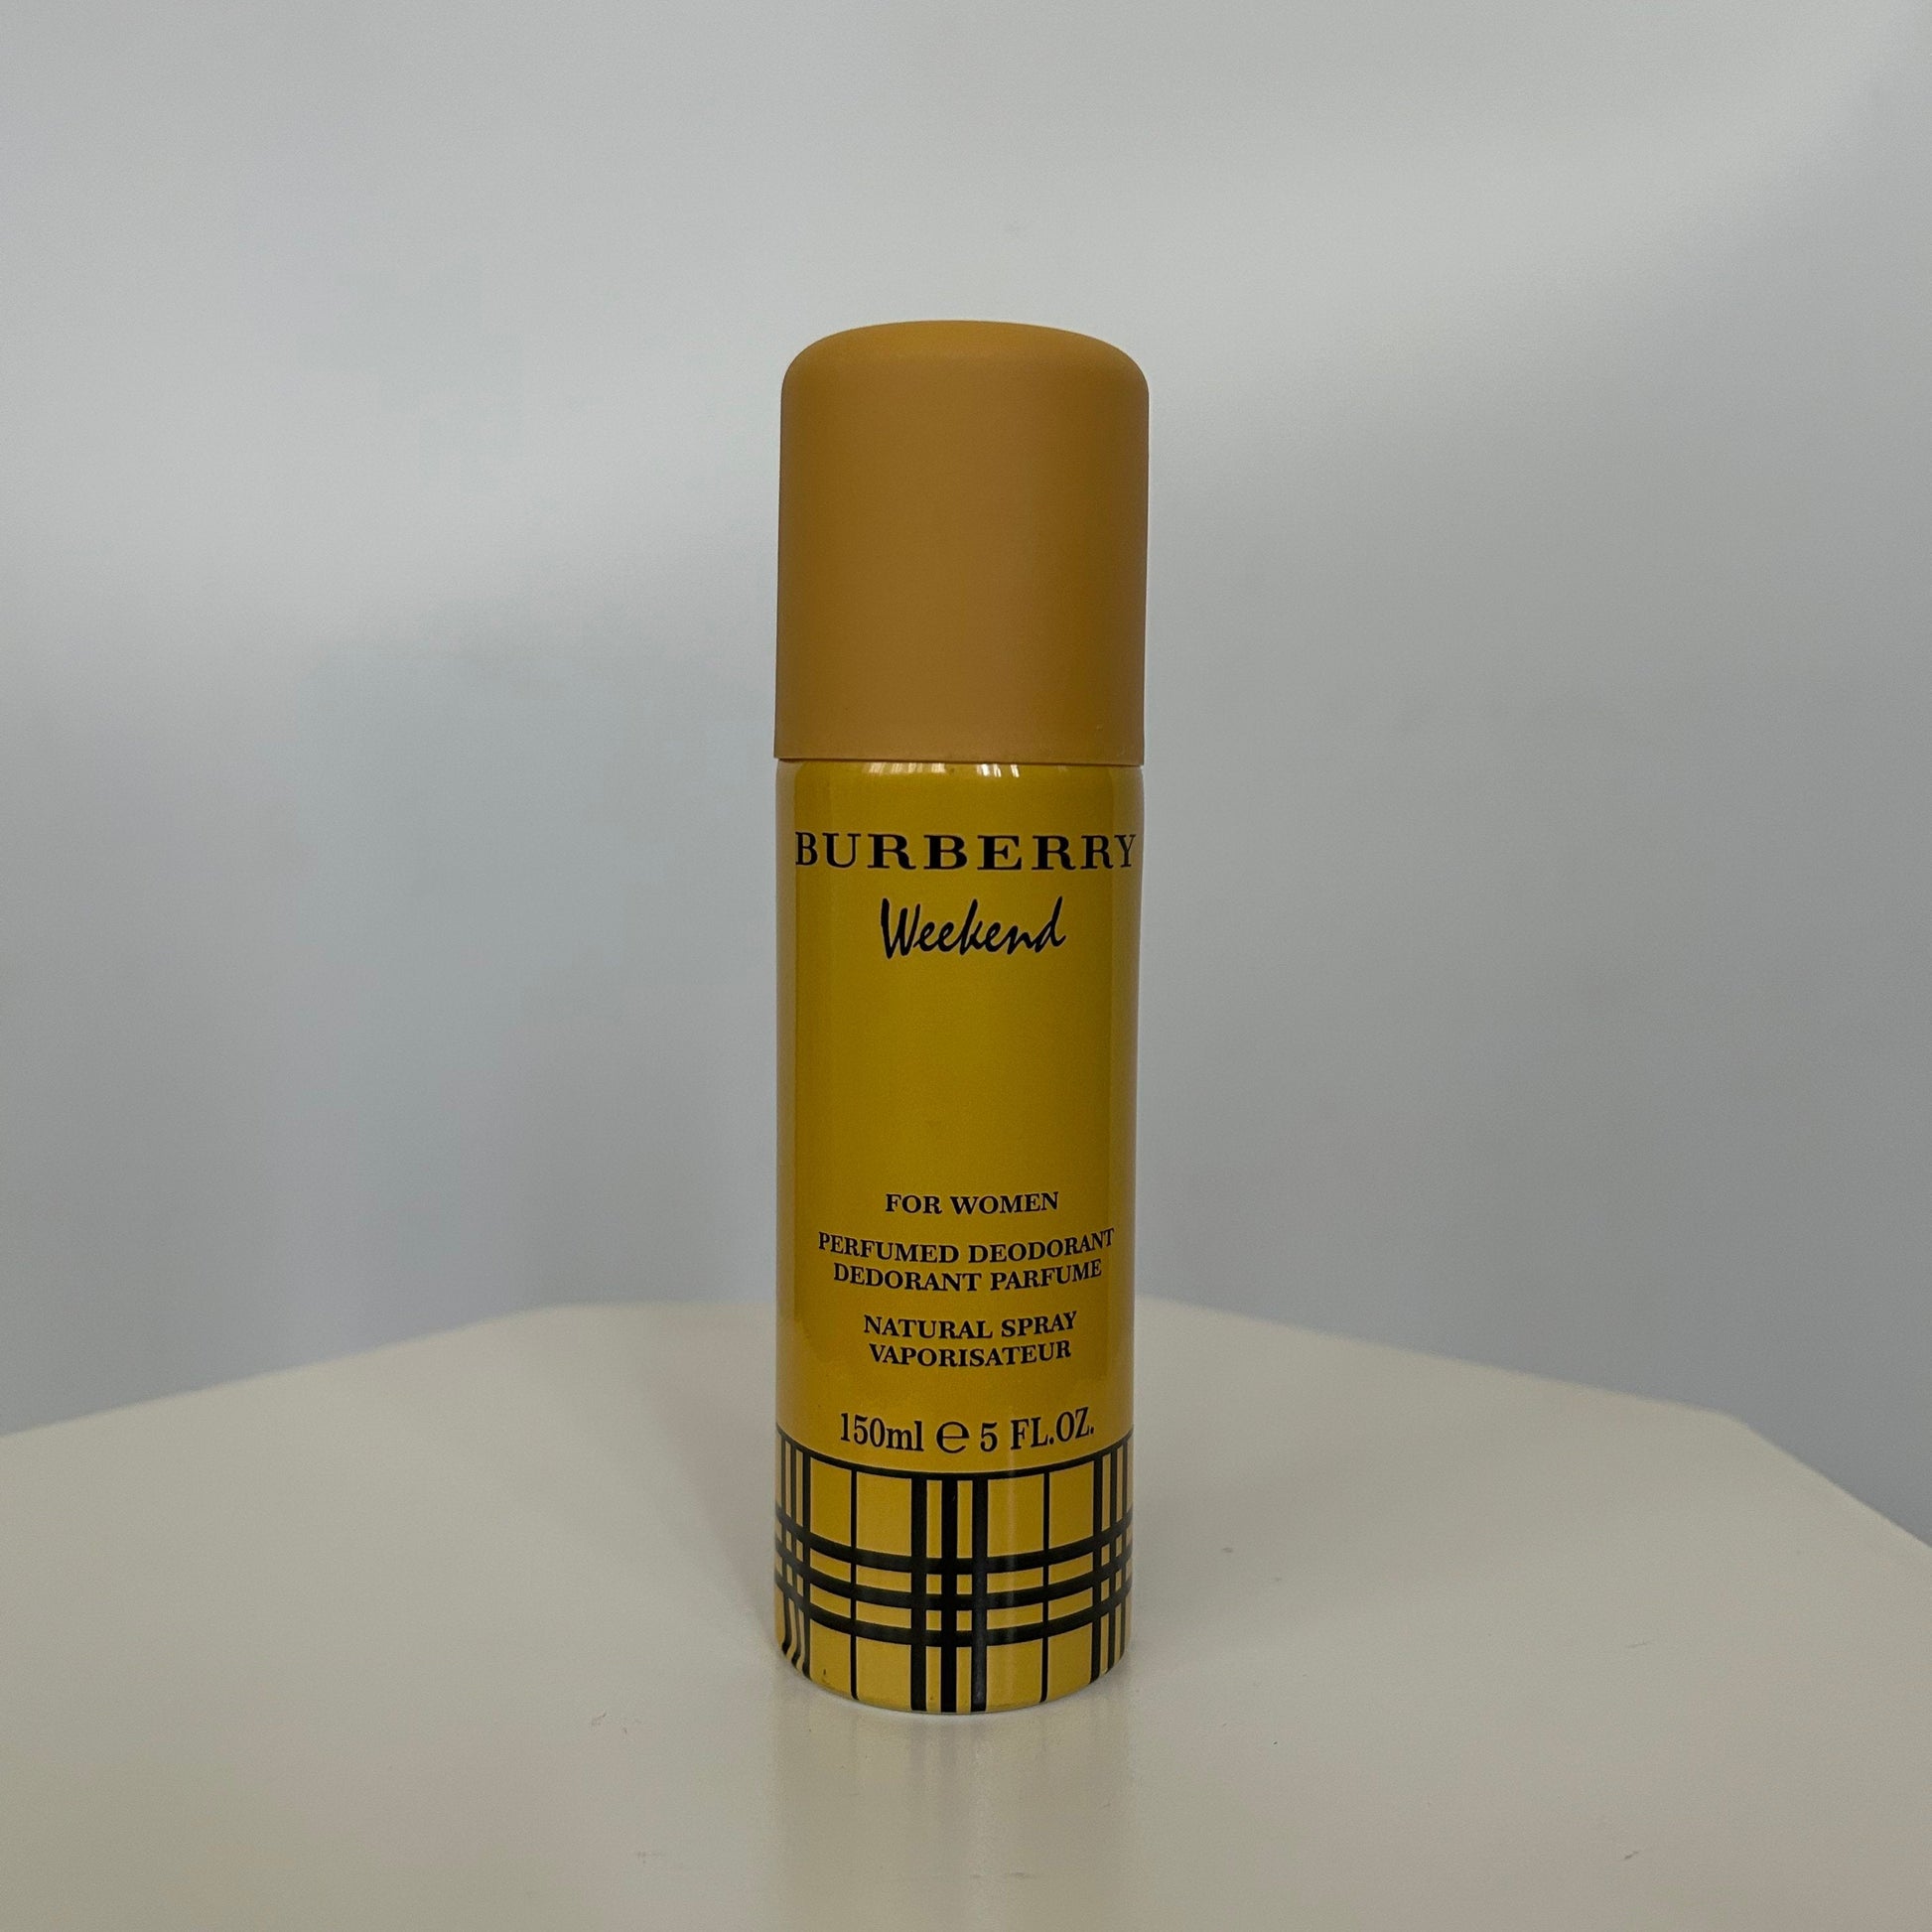 BURBERRY
Weekend
FOR WOMEN
PERFUMED DEODORANT
DEDORANT PARFUME
NATURAL SPRAY
VAPORISATEUR
150ml ℮ 5 FL.OZ.